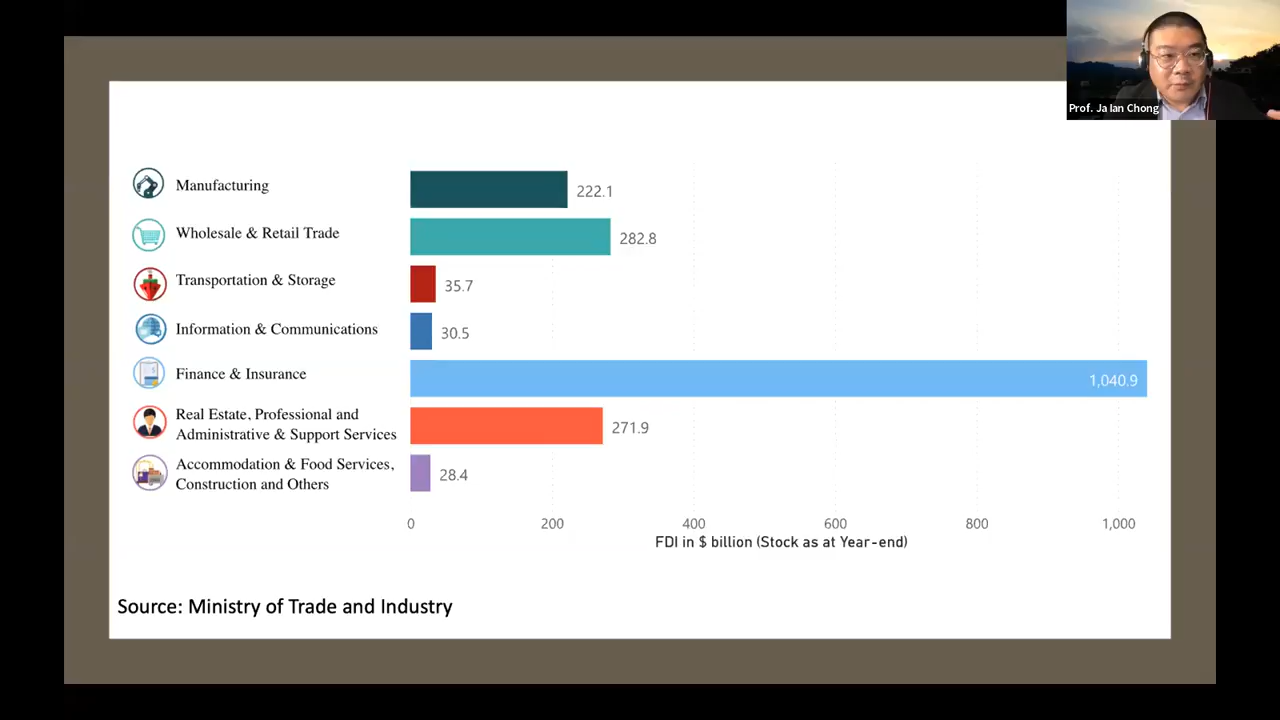 Prof. Ja Ian Chong
Manufacturing
222.1
Wholesale & Retail Trade
282.8
Transportation & Storage
35.7
Information & Communications
30.5
Finance & Insurance
1,040.9
Real Estate, Professional and
Administrative & Support Services
271.9
Accommodation & Food Services,
Construction and Others
28.4
0 200 400 600 800 1,000
FDI in $ billion (Stock as at Year-end)
Source: Ministry of Trade and Industry